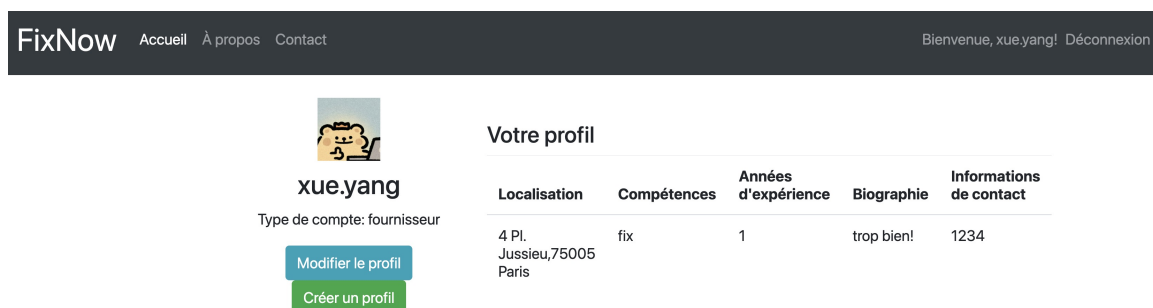 FixNow Accueil À propos Contact Bienvenue, xue.yang! Déconnexion
xue.yang
Type de compte: fournisseur
Modifier le profil
Créer un profil
Votre profil
Localisation Compétences Années d'expérience Biographie Informations de contact
4 Pl. Jussieu,75005 Paris fix 1 trop bien! 1234